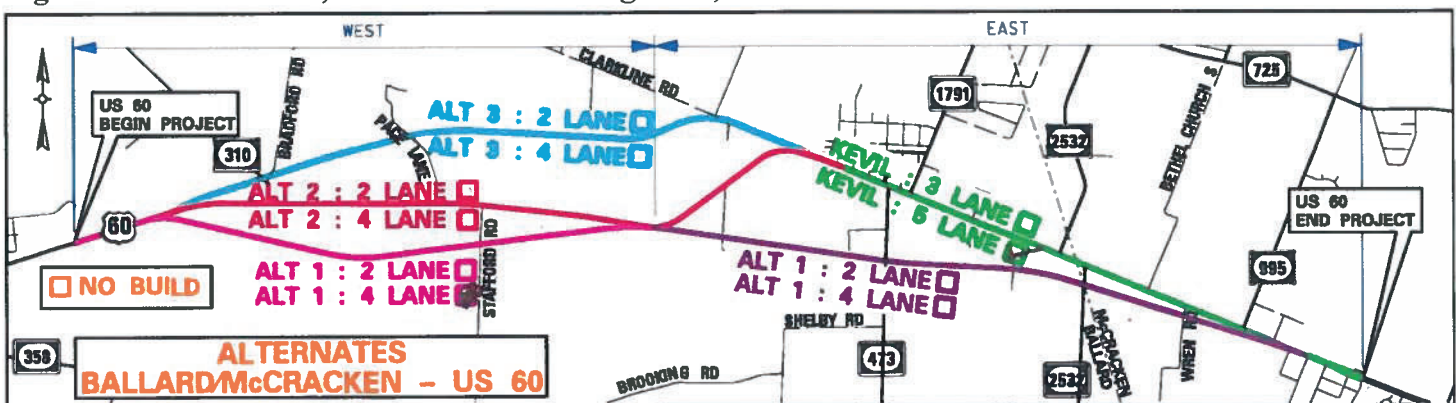 WEST
EAST
US 60
BEGIN PROJECT
310
BRADFORD RD
PACE LANE
CLARKLINE RD
ALT 3 : 2 LANE
ALT 3 : 4 LANE
1791
2532
BETHEL CHURCH
725
KEVIL : 3 LANE
KEVIL : 5 LANE
US 60
END PROJECT
60
ALT 2 : 2 LANE
ALT 2 : 4 LANE
STAFFORD RD
ALT 1 : 2 LANE
ALT 1 : 4 LANE
ALT 1 : 2 LANE
ALT 1 : 4 LANE
995
NO BUILD
SHELBY RD
McCRACKEN
BALLARD
WREN RD
358
ALTERNATES
BALLARD/McCRACKEN - US 60
BROOKING RD
473
2532